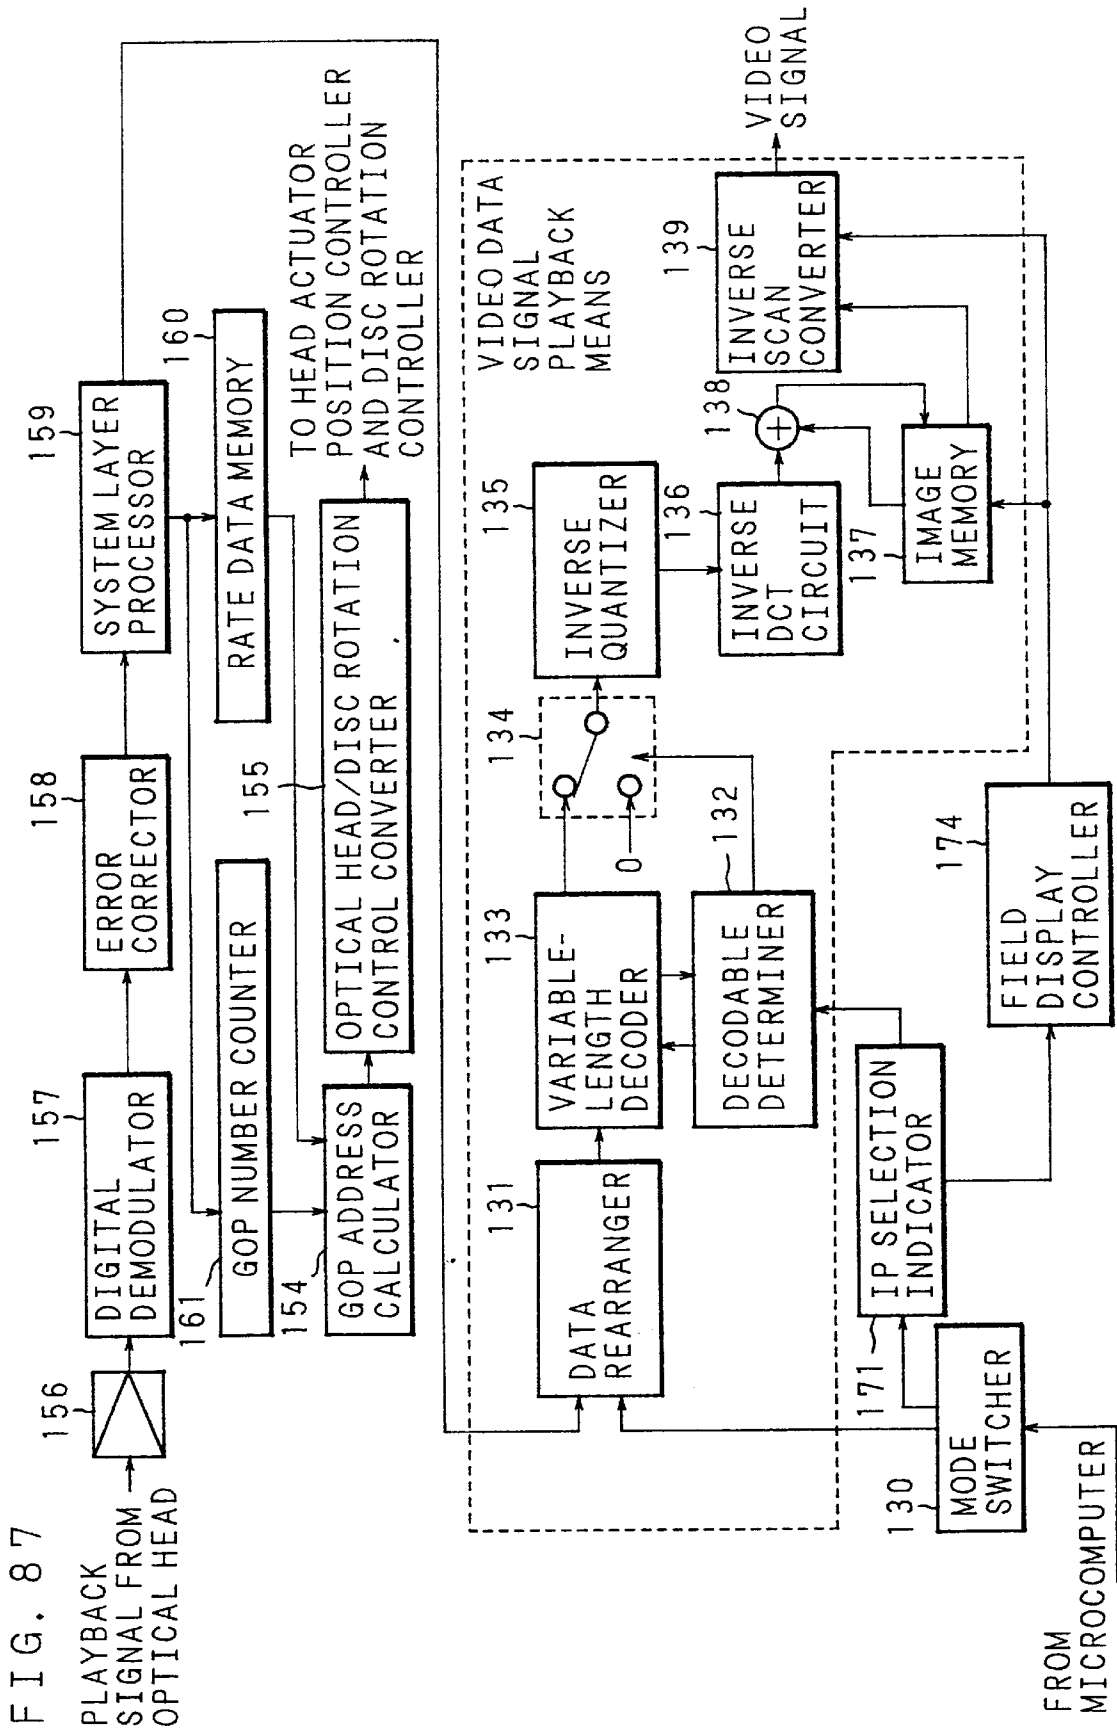 FIG. 87
PLAYBACK
SIGNAL FROM
OPTICAL HEAD
156
157
DIGITAL
DEMODULATOR
158
ERROR
CORRECTOR
159
SYSTEM LAYER
PROCESSOR
161
GOP NUMBER COUNTER
160
RATE DATA MEMORY
154
GOP ADDRESS
CALCULATOR
155
OPTICAL HEAD/DISC ROTATION
CONTROL CONVERTER
TO HEAD ACTUATOR
POSITION CONTROLLER
AND DISC ROTATION
CONTROLLER
VIDEO DATA
SIGNAL
PLAYBACK
MEANS
131
DATA
REARRANGER
133
VARIABLE-
LENGTH
DECODER
134
0
132
DECODABLE
DETERMINER
135
INVERSE
QUANTIZER
136
INVERSE
DCT
CIRCUIT
138
+
137
IMAGE
MEMORY
139
INVERSE
SCAN
CONVERTER
VIDEO
SIGNAL
171
IP SELECTION
INDICATOR
174
FIELD
DISPLAY
CONTROLLER
130
MODE
SWITCHER
FROM
MICROCOMPUTER